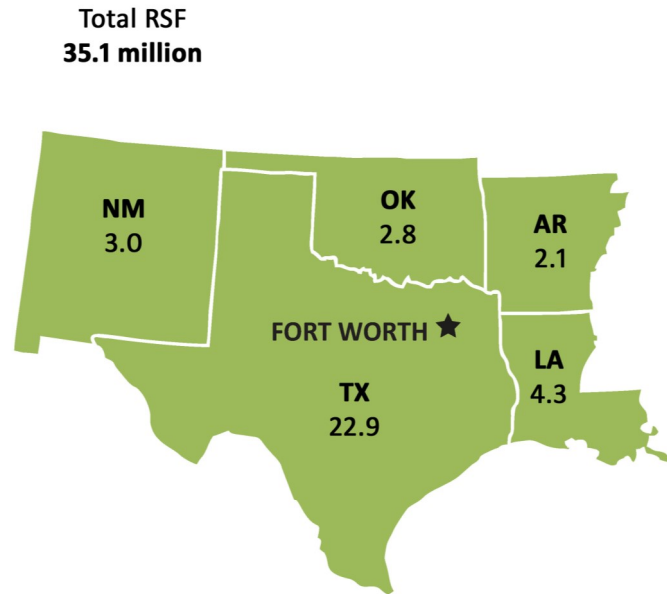 Total RSF
35.1 million
NM
3.0
OK
2.8
AR
2.1
FORT WORTH
LA
4.3
TX
22.9